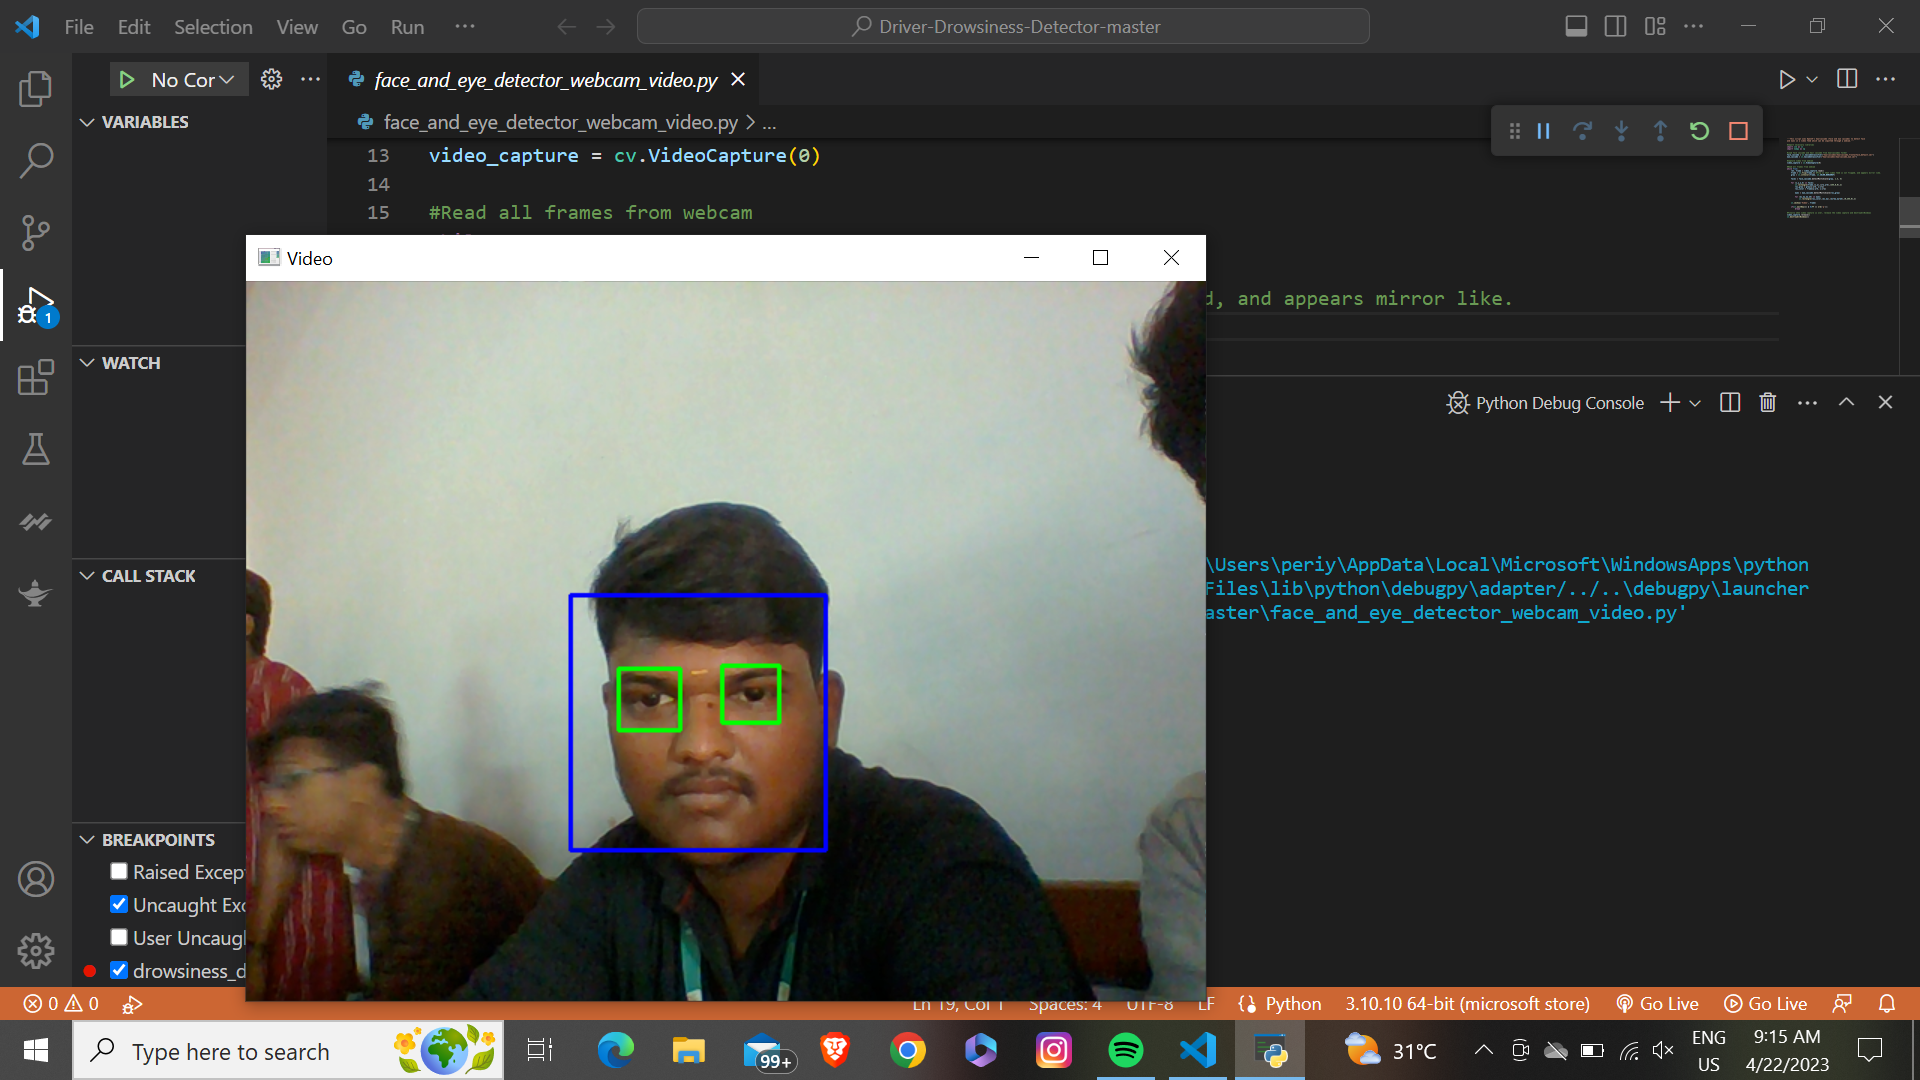 File Edit Selection View Go Run ...
Driver-Drowsiness-Detector-master
No Cor
face_and_eye_detector_webcam_video.py
VARIABLES
face_and_eye_detector_webcam_video.py > ...
13 video_capture = cv.VideoCapture(0)
14
15 #Read all frames from webcam
Video
d, and appears mirror like.
WATCH
Python Debug Console
CALL STACK
\Users\periy\AppData\Local\Microsoft\WindowsApps\python
Files\lib\python\debugpy\adapter/../..\debugpy\launcher
aster\face_and_eye_detector_webcam_video.py'
BREAKPOINTS
Raised Except
Uncaught Exc
User Uncaugh
drowsiness_d
1
0 0
Ln 19, Col 1 Spaces: 4 UTF-8 LF Python 3.10.10 64-bit (microsoft store) Go Live Go Live
Type here to search
99+
31°C
ENG
US
9:15 AM
4/22/2023